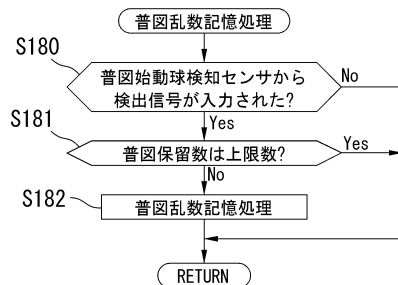 普図乱数記憶処理
S180
普図始動球検知センサから
検出信号が入力された?
No
Yes
S181
普図保留数は上限数?
Yes
No
S182
普図乱数記憶処理
RETURN